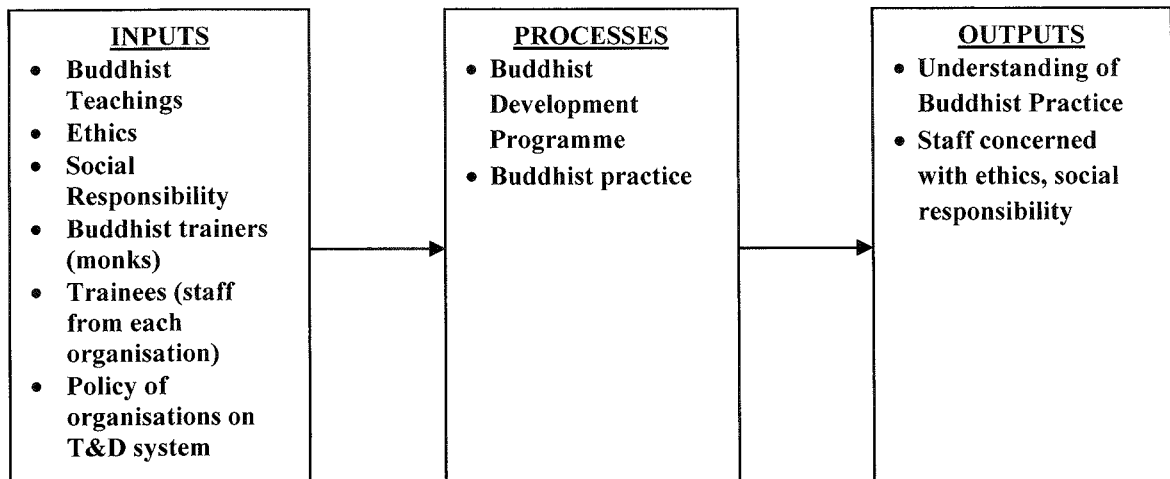 INPUTS
• Buddhist
Teachings
• Ethics
• Social
Responsibility
• Buddhist trainers
(monks)
• Trainees (staff
from each
organisation)
• Policy of
organisations on
T&D system
PROCESSES
• Buddhist
Development
Programme
• Buddhist practice
OUTPUTS
• Understanding of
Buddhist Practice
• Staff concerned
with ethics, social
responsibility